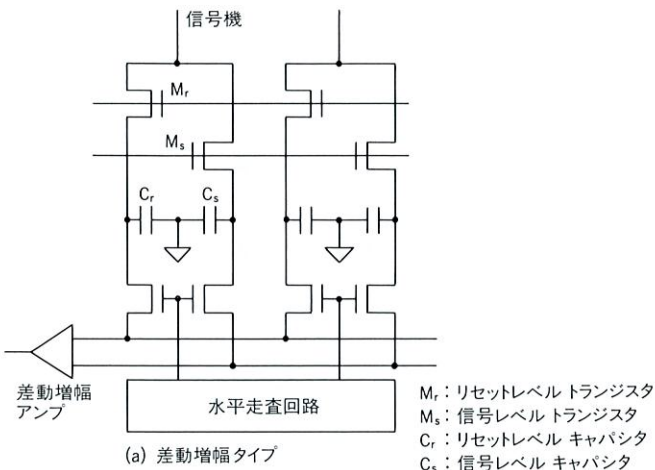 信号機
Mr
Ms
Cr
Cs
差動増幅
アンプ
水平走査回路
(a) 差動増幅タイプ
Mr：リセットレベル トランジスタ
Ms：信号レベル トランジスタ
Cr：リセットレベル キャパシタ
Cs：信号レベル キャパシタ